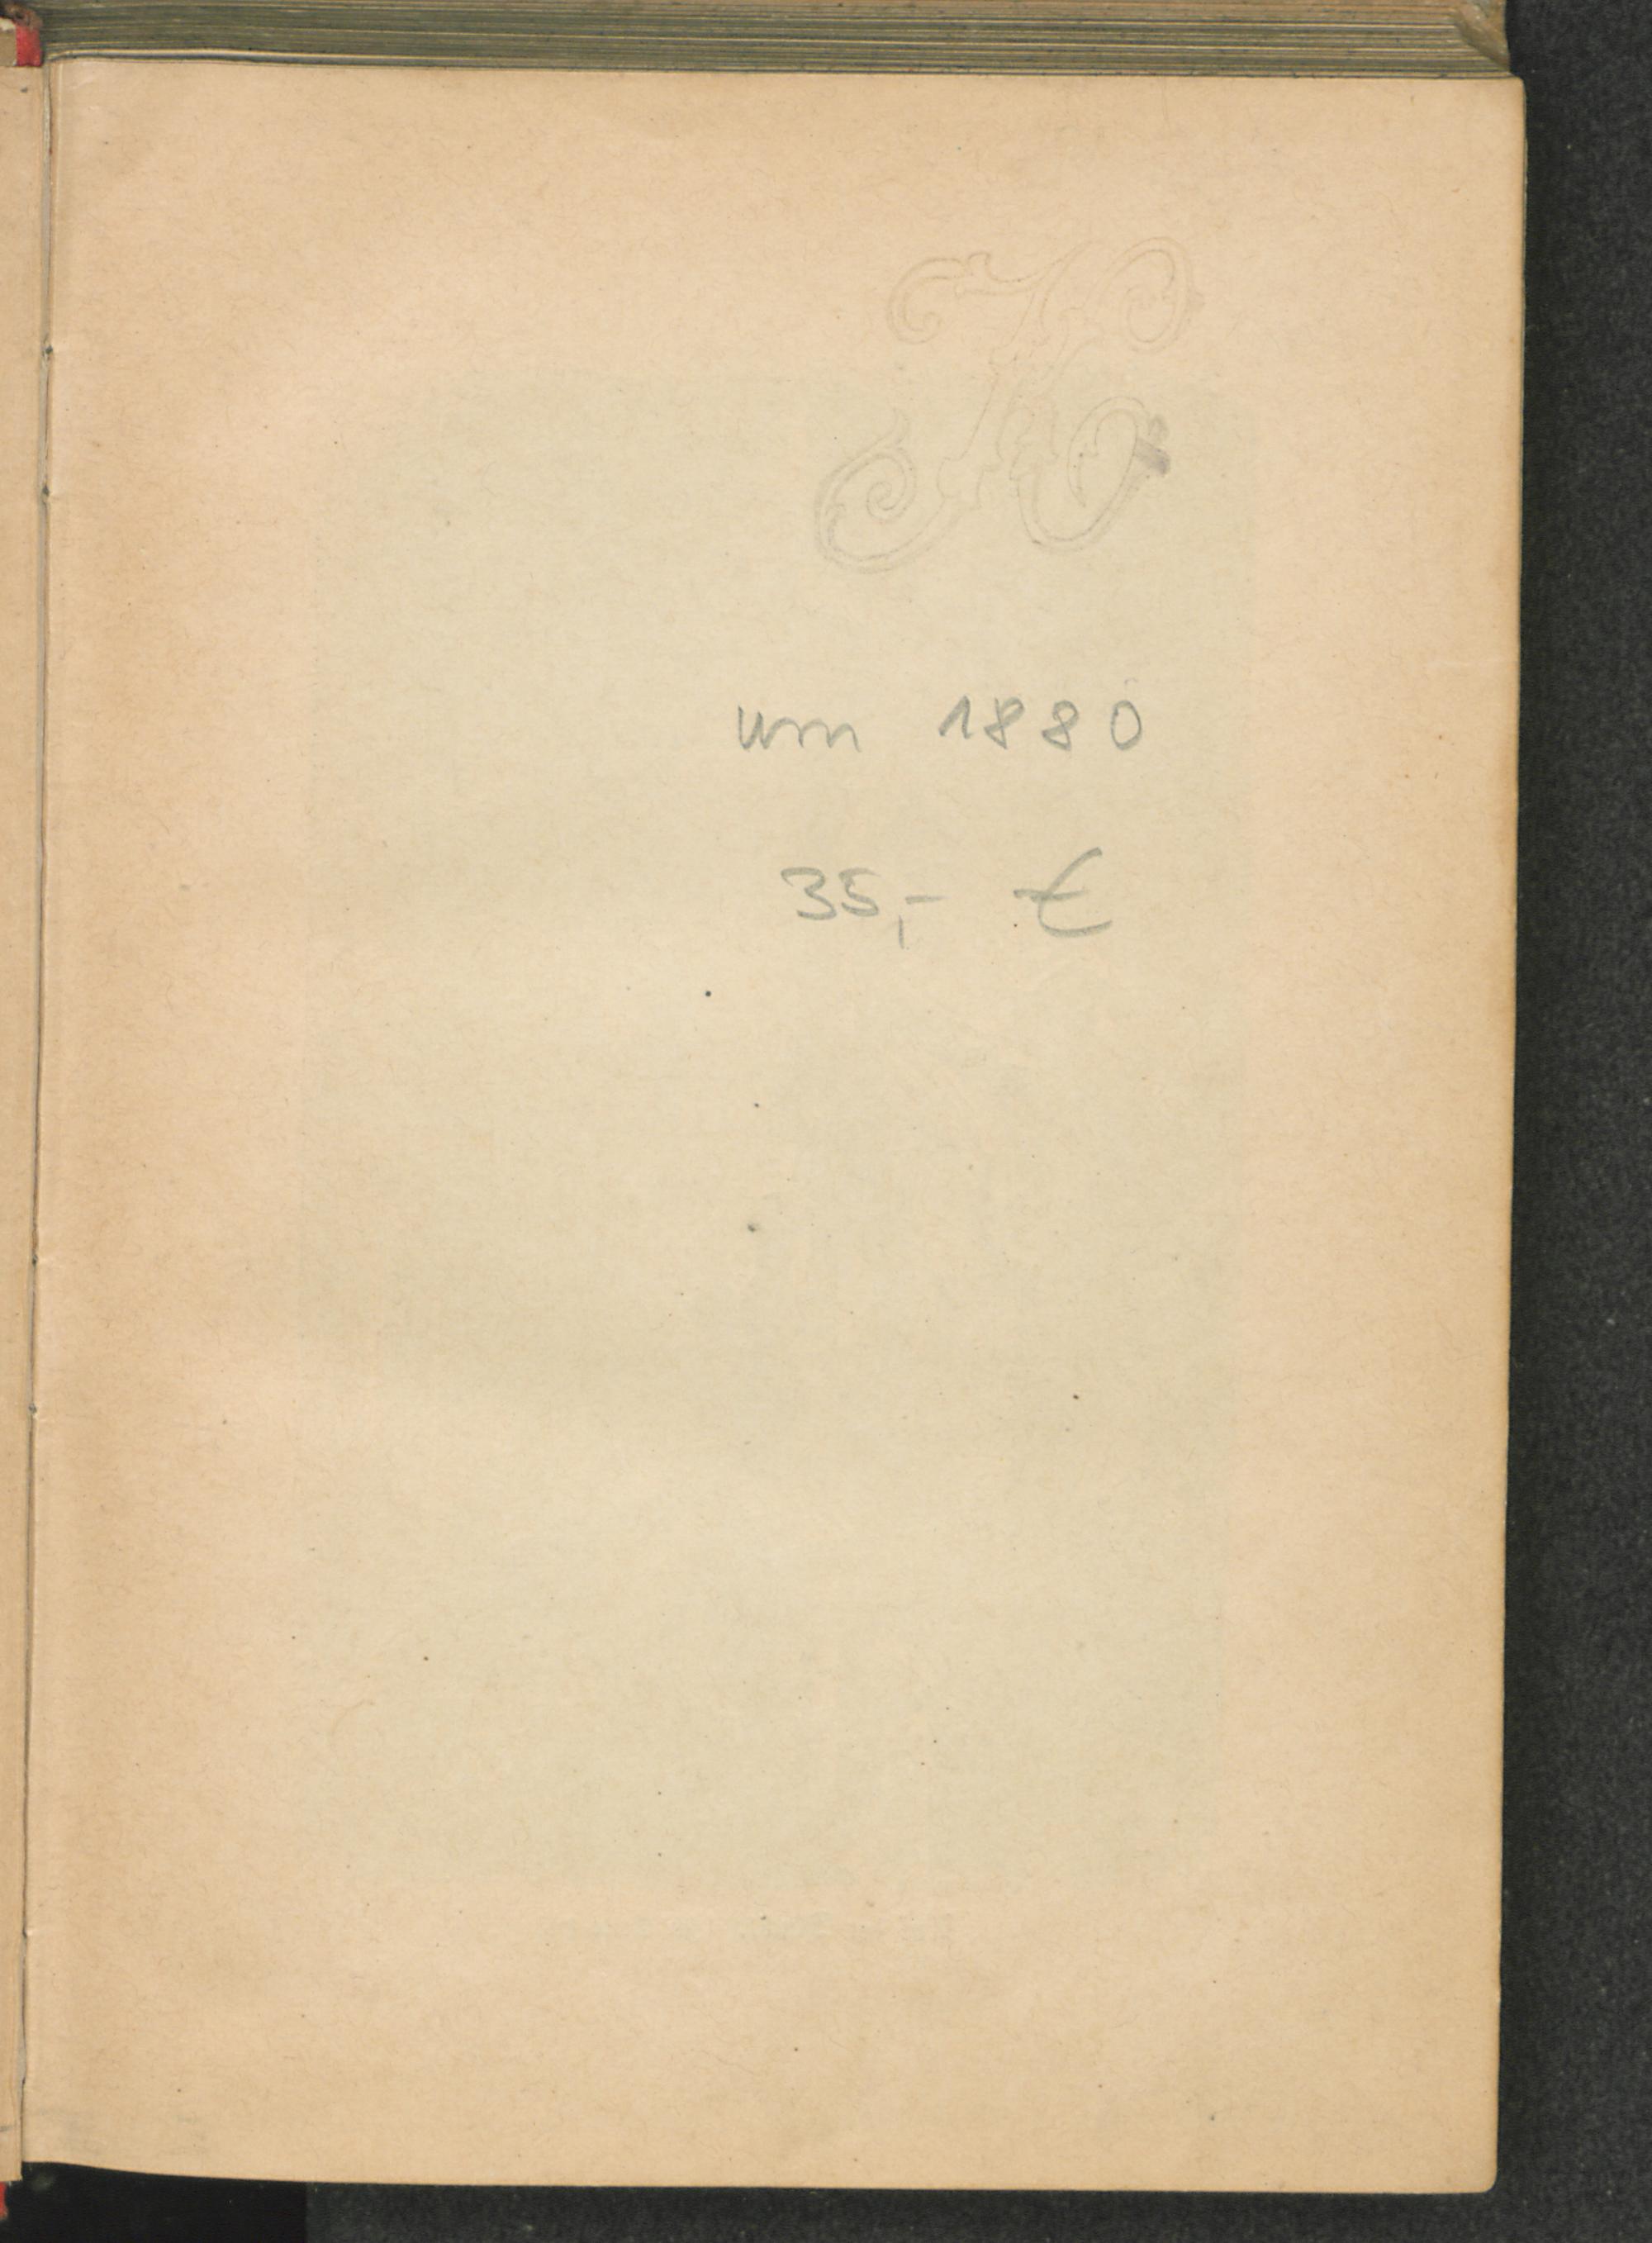 K
um 1880
35,- €